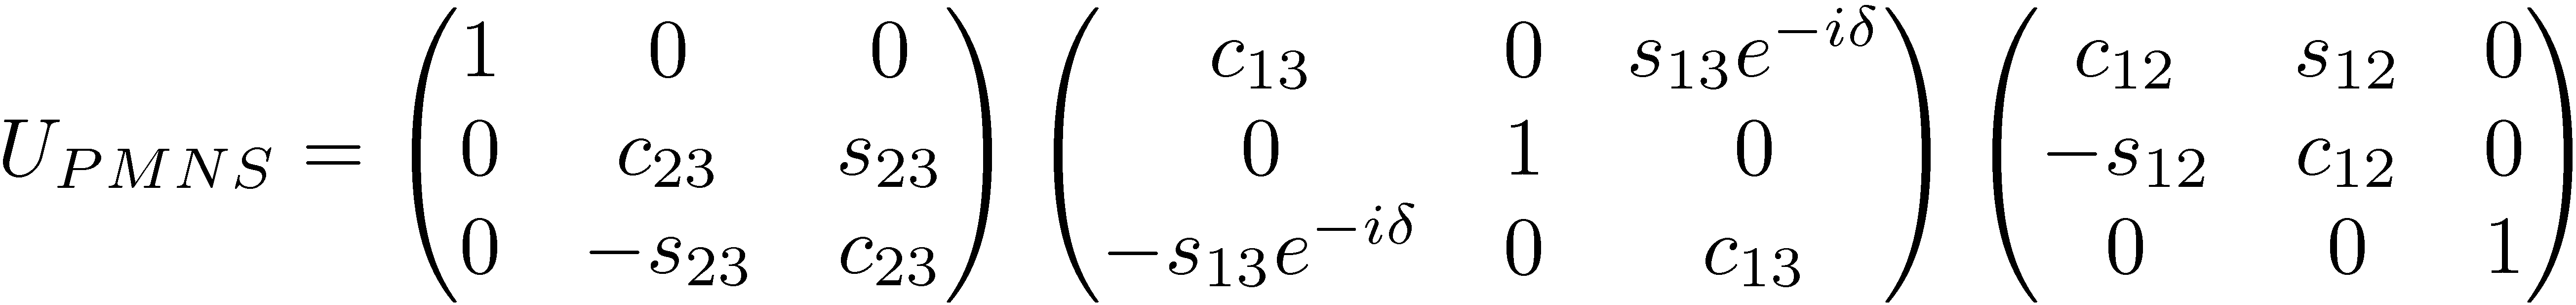 U_{PMNS} = \begin{pmatrix} 1 & 0 & 0 \\ 0 & c_{23} & s_{23} \\ 0 & -s_{23} & c_{23} \end{pmatrix} \begin{pmatrix} c_{13} & 0 & s_{13}e^{-i\delta} \\ 0 & 1 & 0 \\ -s_{13}e^{-i\delta} & 0 & c_{13} \end{pmatrix} \begin{pmatrix} c_{12} & s_{12} & 0 \\ -s_{12} & c_{12} & 0 \\ 0 & 0 & 1 \end{pmatrix}